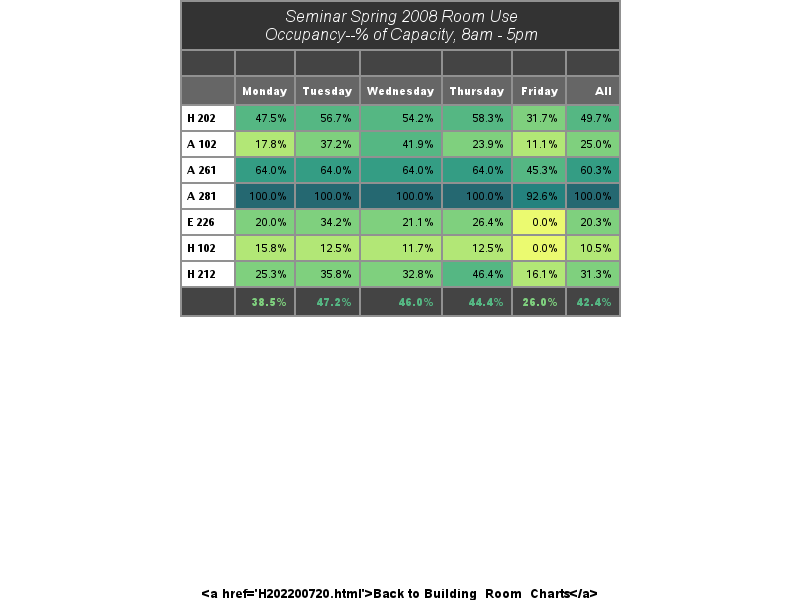 Seminar Spring 2008 Room Use
Occupancy--% of Capacity, 8am - 5pm
Monday Tuesday Wednesday Thursday Friday All
H 202 47.5% 56.7% 54.2% 58.3% 31.7% 49.7%
A 102 17.8% 37.2% 41.9% 23.9% 11.1% 25.0%
A 261 64.0% 64.0% 64.0% 64.0% 45.3% 60.3%
A 281 100.0% 100.0% 100.0% 100.0% 92.6% 100.0%
E 226 20.0% 34.2% 21.1% 26.4% 0.0% 20.3%
H 102 15.8% 12.5% 11.7% 12.5% 0.0% 10.5%
H 212 25.3% 35.8% 32.8% 46.4% 16.1% 31.3%
38.5% 47.2% 46.0% 44.4% 26.0% 42.4%
<a href='H202200720.html'>Back to Building_Room_Charts</a>